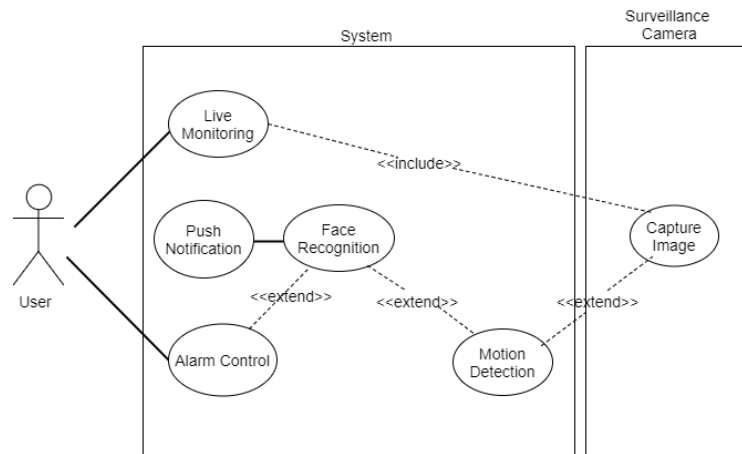 Surveillance
Camera
System
Live
Monitoring
<<include>>
Push
Notification
Face
Recognition
Capture
Image
User
<<extend>>
<<extend>>
<<extend>>
Alarm Control
Motion
Detection